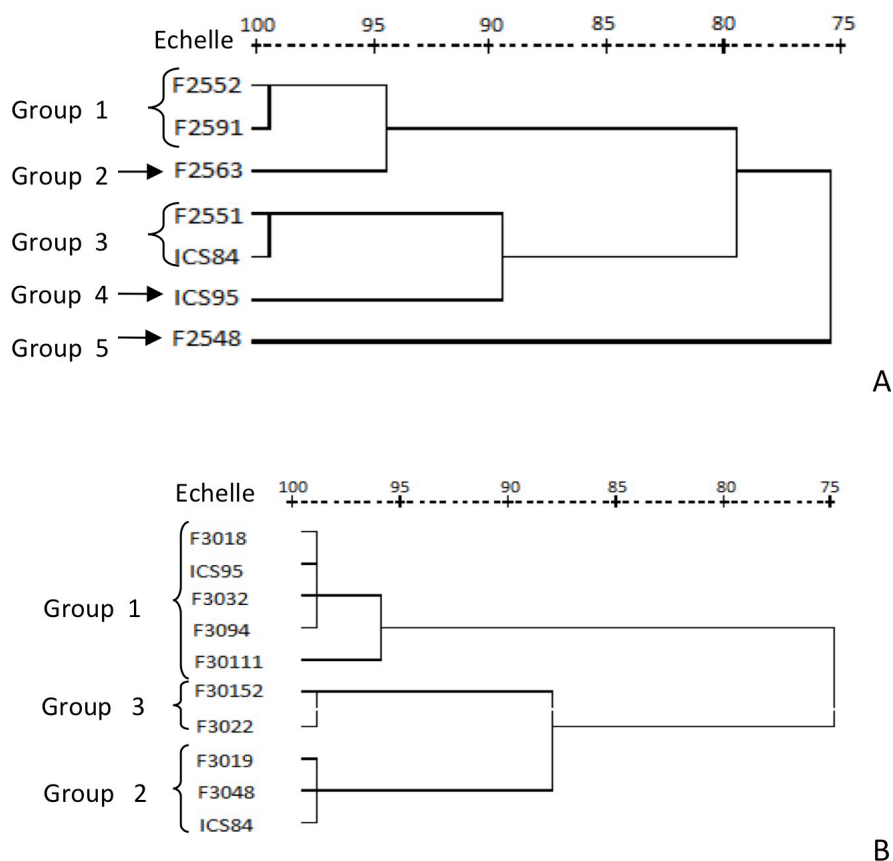 100 95 90 85 80 75
Echelle
F2552
Group 1
F2591
Group 2 F2563
F2551
Group 3
ICS84
Group 4 ICS95
F2548
Group 5
A
100 95 90 85 80 75
Echelle
F3018
ICS95
F3032
Group 1
F3094
F30111
F30152
Group 3
F3022
F3019
Group 2 F3048
ICS84
B